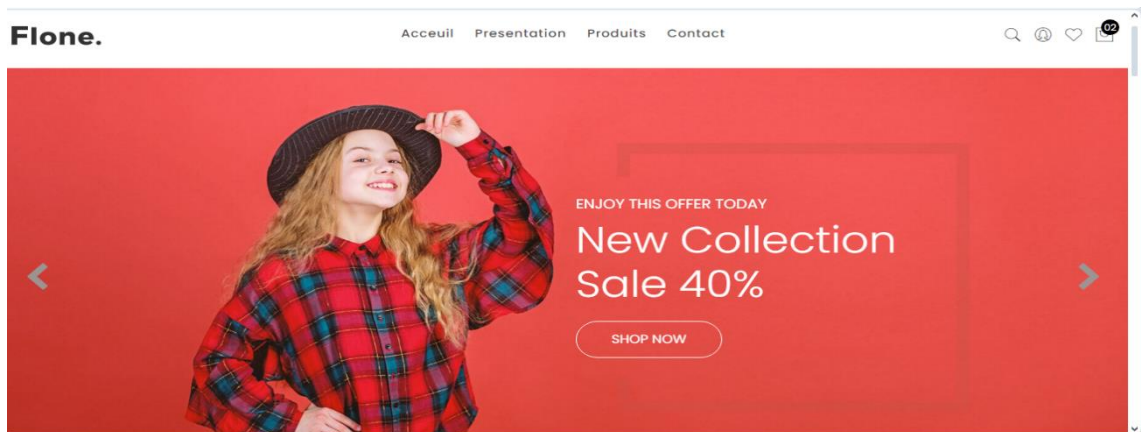 Flone.
Acceuil Presentation Produits Contact
02
ENJOY THIS OFFER TODAY
New Collection
Sale 40%
SHOP NOW